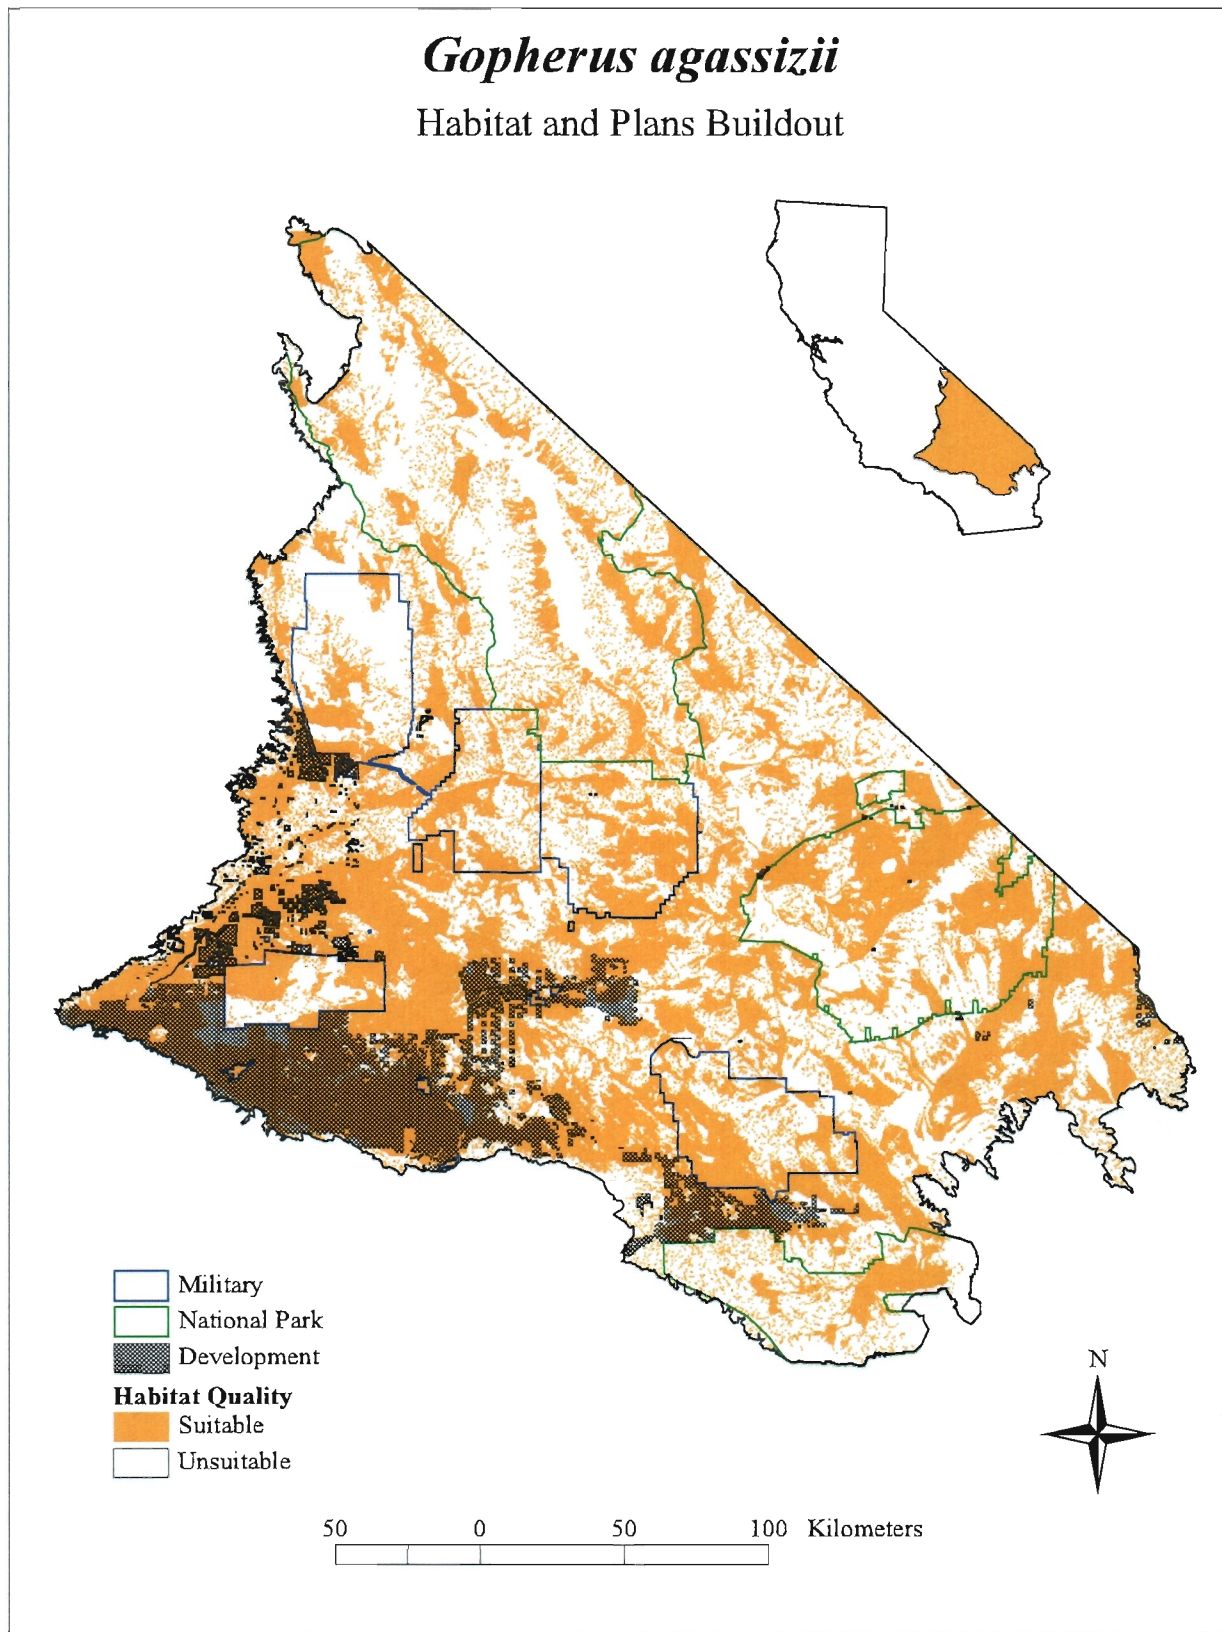 Gopherus agassizii
Habitat and Plans Buildout
Military
National Park
Development
Habitat Quality
Suitable
Unsuitable
N
50 0 50 100 Kilometers